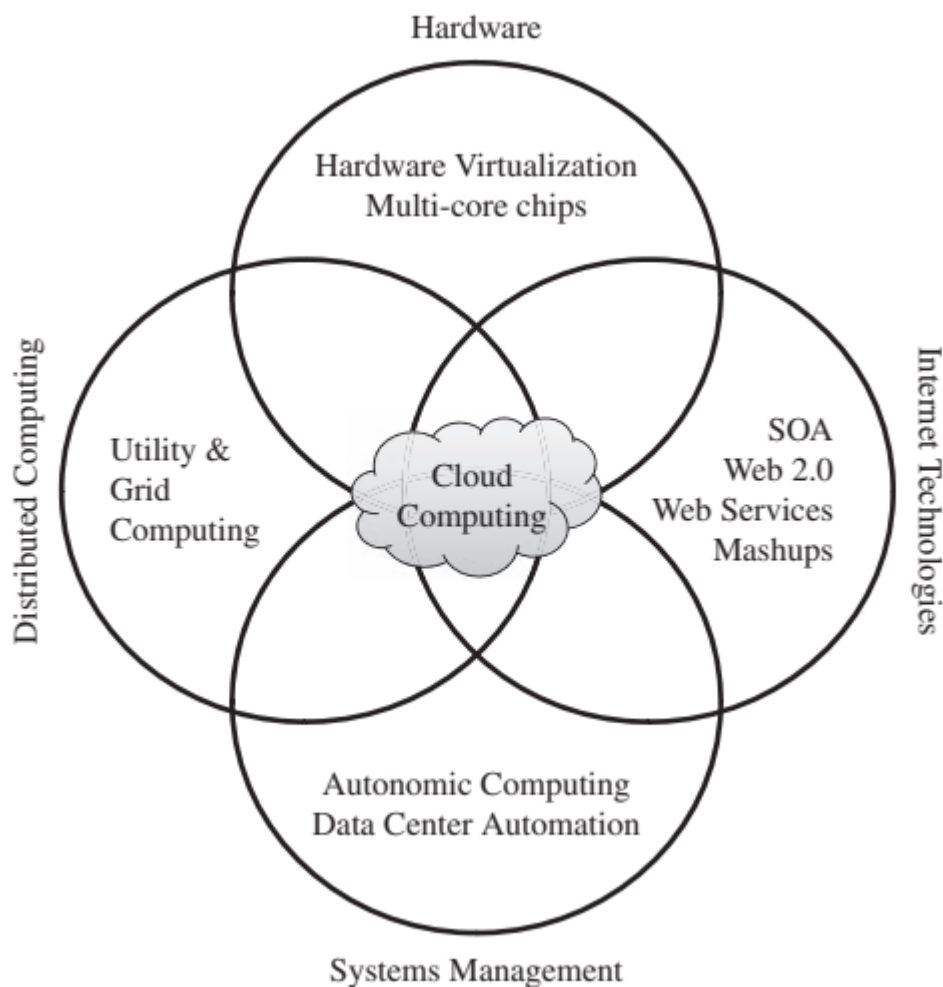 Hardware
Hardware Virtualization
Multi-core chips
Distributed Computing
Utility &
Grid
Computing
Cloud
Computing
SOA
Web 2.0
Web Services
Mashups
Internet Technologies
Autonomic Computing
Data Center Automation
Systems Management